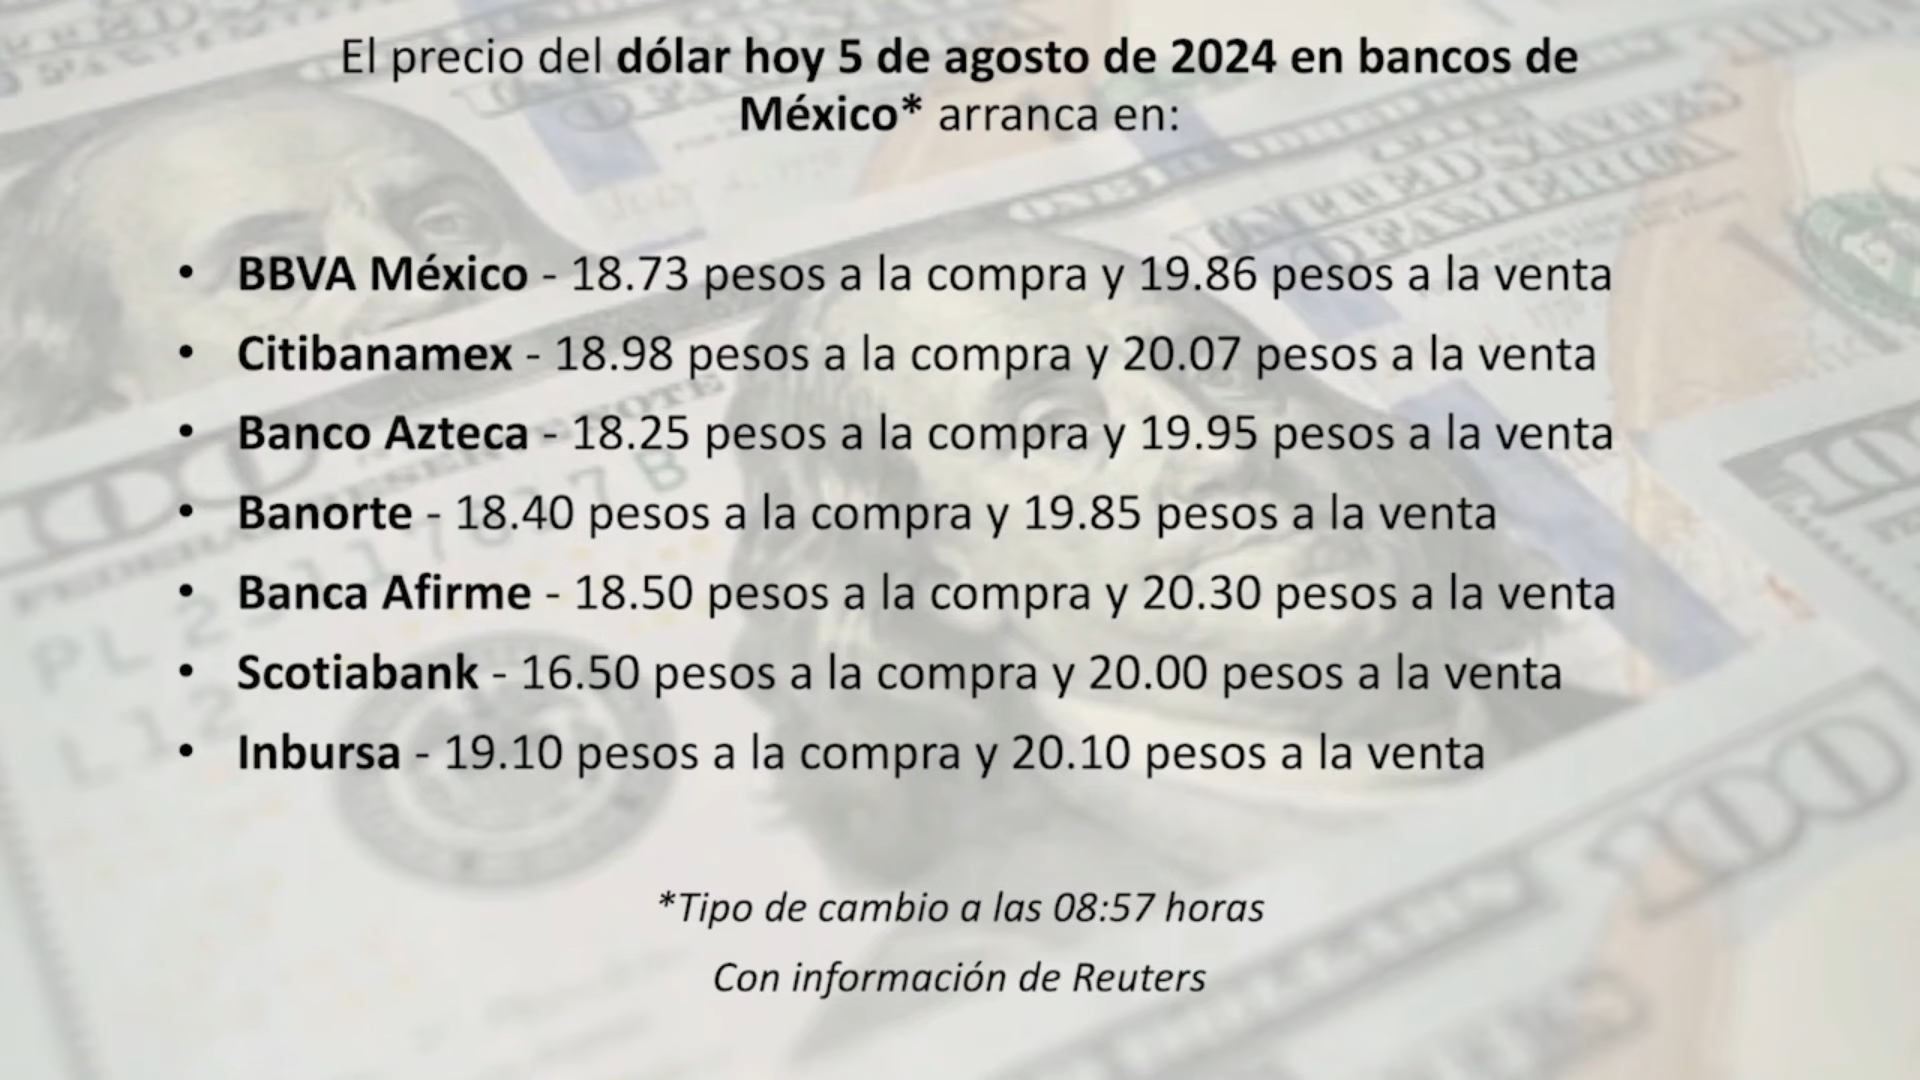 El precio del dólar hoy 5 de agosto de 2024 en bancos de
México* arranca en:
• BBVA México - 18.73 pesos a la compra y 19.86 pesos a la venta
• Citibanamex - 18.98 pesos a la compra y 20.07 pesos a la venta
• Banco Azteca - 18.25 pesos a la compra y 19.95 pesos a la venta
• Banorte - 18.40 pesos a la compra y 19.85 pesos a la venta
• Banca Afirme - 18.50 pesos a la compra y 20.30 pesos a la venta
• Scotiabank - 16.50 pesos a la compra y 20.00 pesos a la venta
• Inbursa - 19.10 pesos a la compra y 20.10 pesos a la venta
*Tipo de cambio a las 08:57 horas
Con información de Reuters